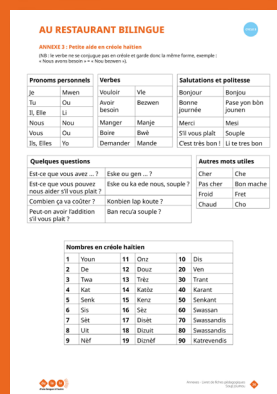 AU RESTAURANT BILINGUE
ANNEXE 3 : Petite aide en créole haïtien
(NB : le verbe ne se conjugue pas en créole et garde donc la même forme, exemple :
« Nous avons besoin » = « Nou bezwen »).
Pronoms personnels
Je Mwen
Tu Ou
Il, Elle Li
Nous Nou
Vous Ou
Ils, Elles Yo
Verbes
Vouloir Vle
Avoir besoin Bezwen
Manger Manje
Boire Bwè
Demander Mande
Salutations et politesse
Bonjour Bonjou
Bonne journée Pase yon bòn jounen
Merci Mesi
S'il vous plaît Souple
C'est très bon ! Li te tres bon
Quelques questions
Est-ce que vous avez ... ? Eske ou gen ... ?
Est-ce que vous pouvez nous aider s'il vous plait ? Eske ou ka ede nous, souple ?
Combien ça va coûter ? Konbien lap koute ?
Peut-on avoir l'addition s'il vous plait ? Ban recu'a souple ?
Autres mots utiles
Cher Che
Pas cher Bon mache
Froid Fret
Chaud Cho
Nombres en créole haïtien
1 Youn 11 Onz 10 Dis
2 De 12 Douz 20 Ven
3 Twa 13 Trèz 30 Trant
4 Kat 14 Katòz 40 Karant
5 Senk 15 Kenz 50 Senkant
6 Sis 16 Sèz 60 Swassan
7 Sèt 17 Disèt 70 Swassandis
8 Uit 18 Dizuit 80 Swassandis
9 Nèf 19 Diznèf 90 Katrevendis